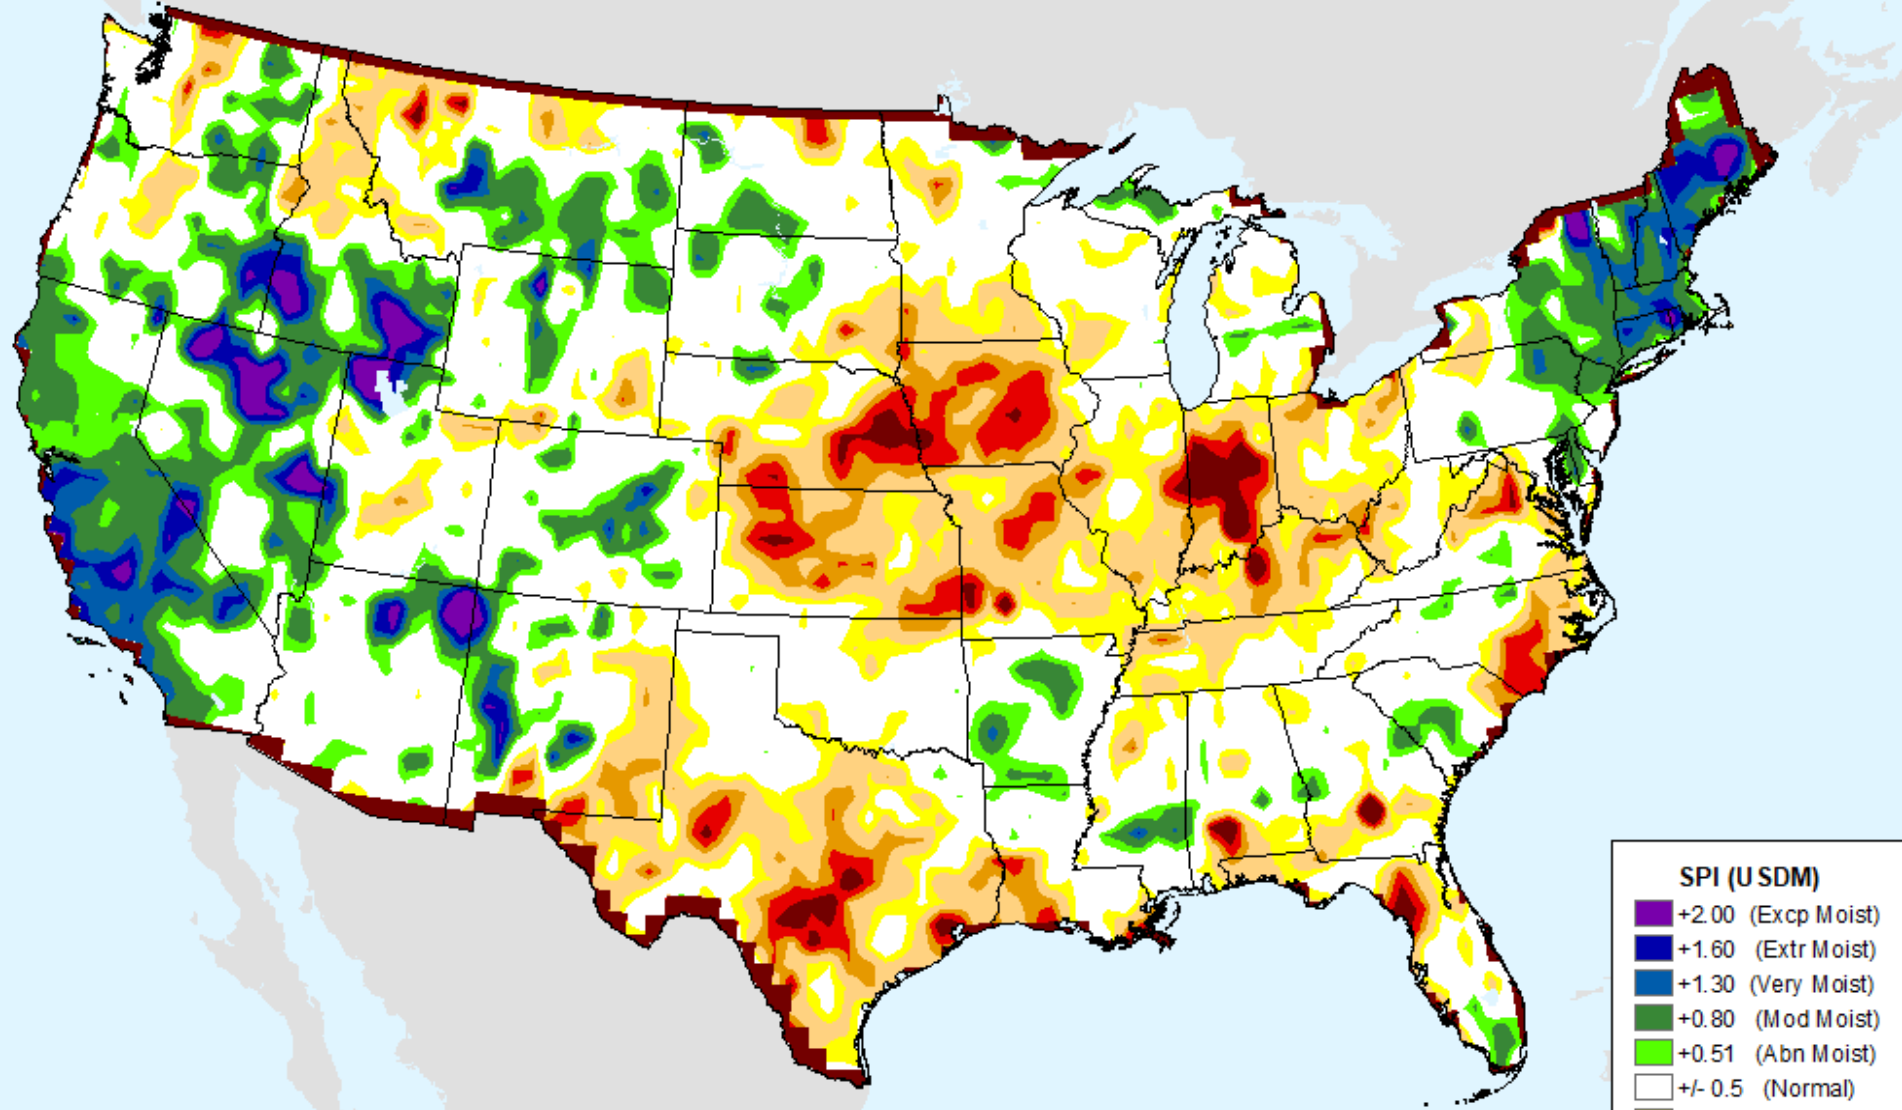 SPI (USDM)
+2.00 (Excp Moist)
+1.60 (Extr Moist)
+1.30 (Very Moist)
+0.80 (Mod Moist)
+0.51 (Abn Moist)
+/- 0.5 (Normal)